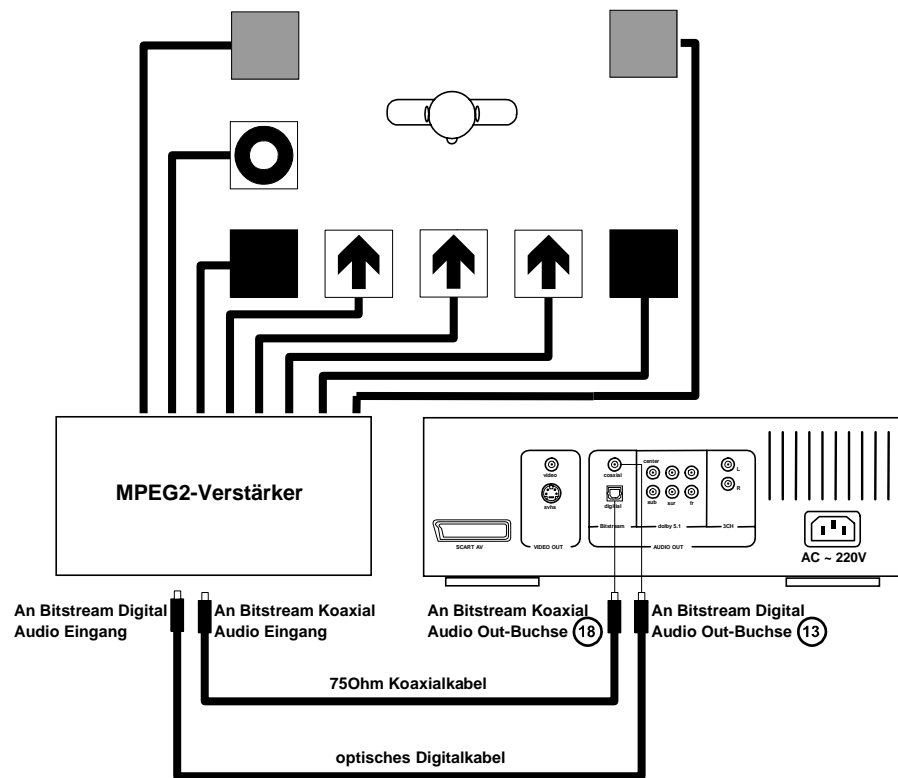 MPEG2-Verstärker
video
svhs
SCART AV
VIDEO OUT
coaxial
digitial
Bitstream
center
sub
sur
fr
dolby 5.1
L
R
3CH
AUDIO OUT
AC ~ 220V
An Bitstream Digital
Audio Eingang
An Bitstream Koaxial
Audio Eingang
An Bitstream Koaxial
Audio Out-Buchse 18
An Bitstream Digital
Audio Out-Buchse 13
75Ohm Koaxialkabel
optisches Digitalkabel